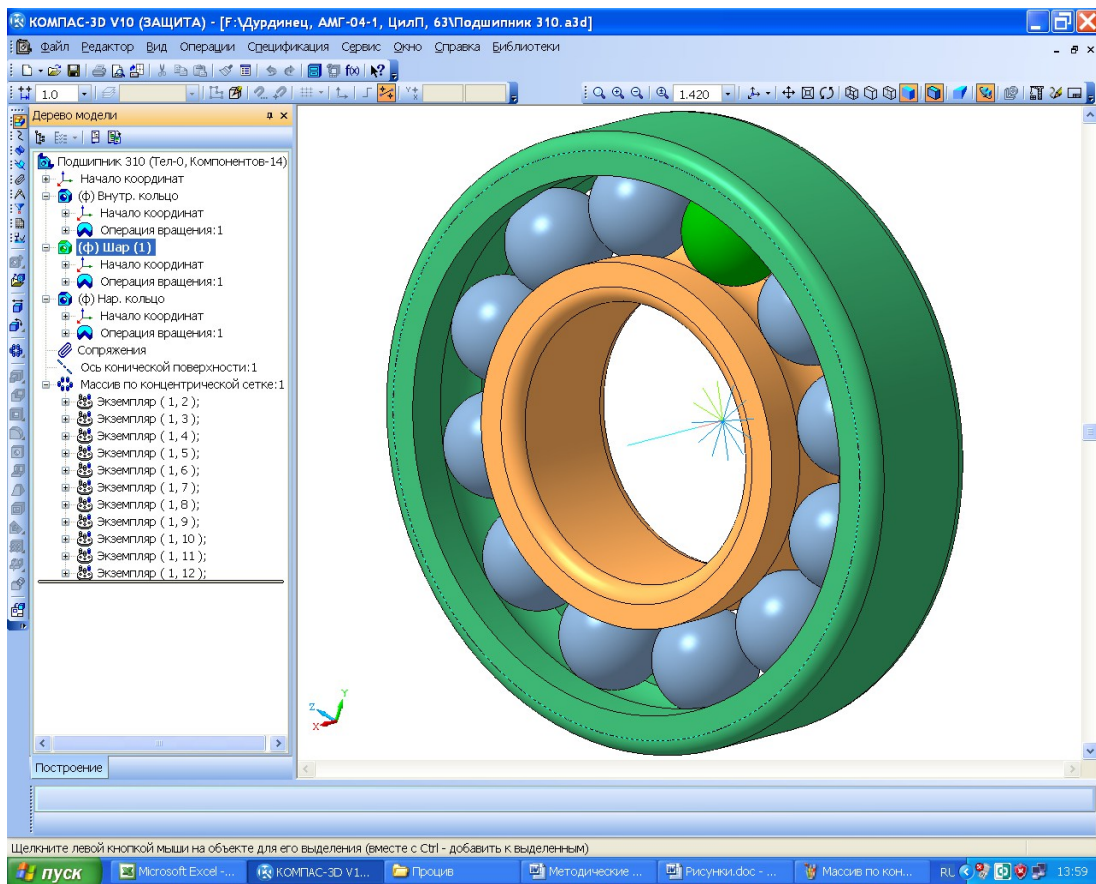 КОМПАС-3D V10 (ЗАЩИТА) - [F:\Дурдинец, АМГ-04-1, ЦилП, 63\Подшипник 310.a3d]
Файл Редактор Вид Операции Спецификация Сервис Окно Справка Библиотеки
1.0
1.420
Дерево модели
Подшипник 310 (Тел-0, Компонентов-14)
Начало координат
(ф) Внутр. кольцо
Начало координат
Операция вращения:1
(ф) Шар (1)
Начало координат
Операция вращения:1
(ф) Нар. кольцо
Начало координат
Операция вращения:1
Сопряжения
Ось конической поверхности:1
Массив по концентрической сетке:1
Экземпляр ( 1, 2 );
Экземпляр ( 1, 3 );
Экземпляр ( 1, 4 );
Экземпляр ( 1, 5 );
Экземпляр ( 1, 6 );
Экземпляр ( 1, 7 );
Экземпляр ( 1, 8 );
Экземпляр ( 1, 9 );
Экземпляр ( 1, 10 );
Экземпляр ( 1, 11 );
Экземпляр ( 1, 12 );
Z
Y
X
Построение
Щелкните левой кнопкой мыши на объекте для его выделения (вместе с Ctrl - добавить к выделенным)
пуск Microsoft Excel -... КОМПАС-3D V1... Процив Методические ... Рисунки.doc - ... Массив по кон... RL 13:59